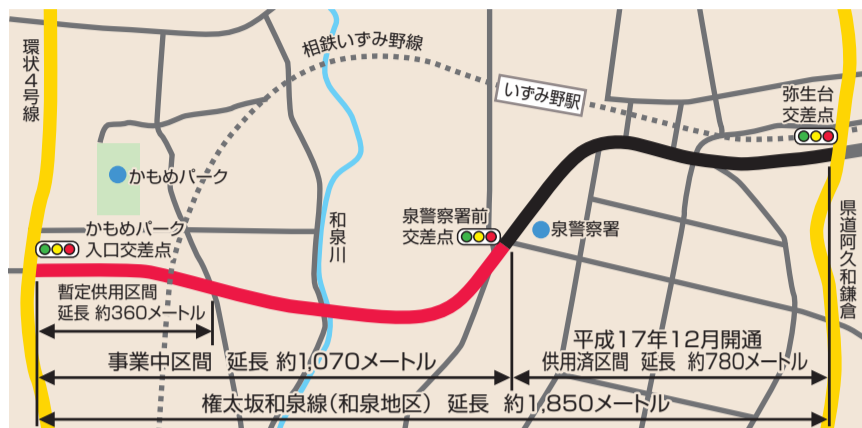 環状4号線
相鉄いずみ野線
いずみ野駅
弥生台
交差点
かもめパーク
かもめパーク
入口交差点
和泉川
泉警察署前
交差点
泉警察署
県道阿久和鎌倉
暫定供用区間
延長 約360メートル
平成17年12月開通
事業中区間 延長 約1,070メートル
供用済区間 延長 約780メートル
権太坂和泉線(和泉地区) 延長 約1,850メートル